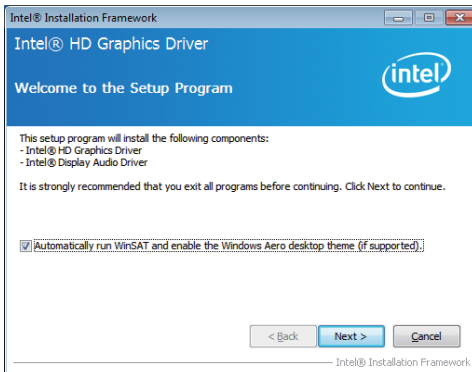 Intel® Installation Framework
Intel® HD Graphics Driver
intel
Welcome to the Setup Program
This setup program will install the following components:
- Intel® HD Graphics Driver
- Intel® Display Audio Driver
It is strongly recommended that you exit all programs before continuing. Click Next to continue.
Automatically run WinSAT and enable the Windows Aero desktop theme (if supported).
< Back
Next >
Cancel
Intel® Installation Framework